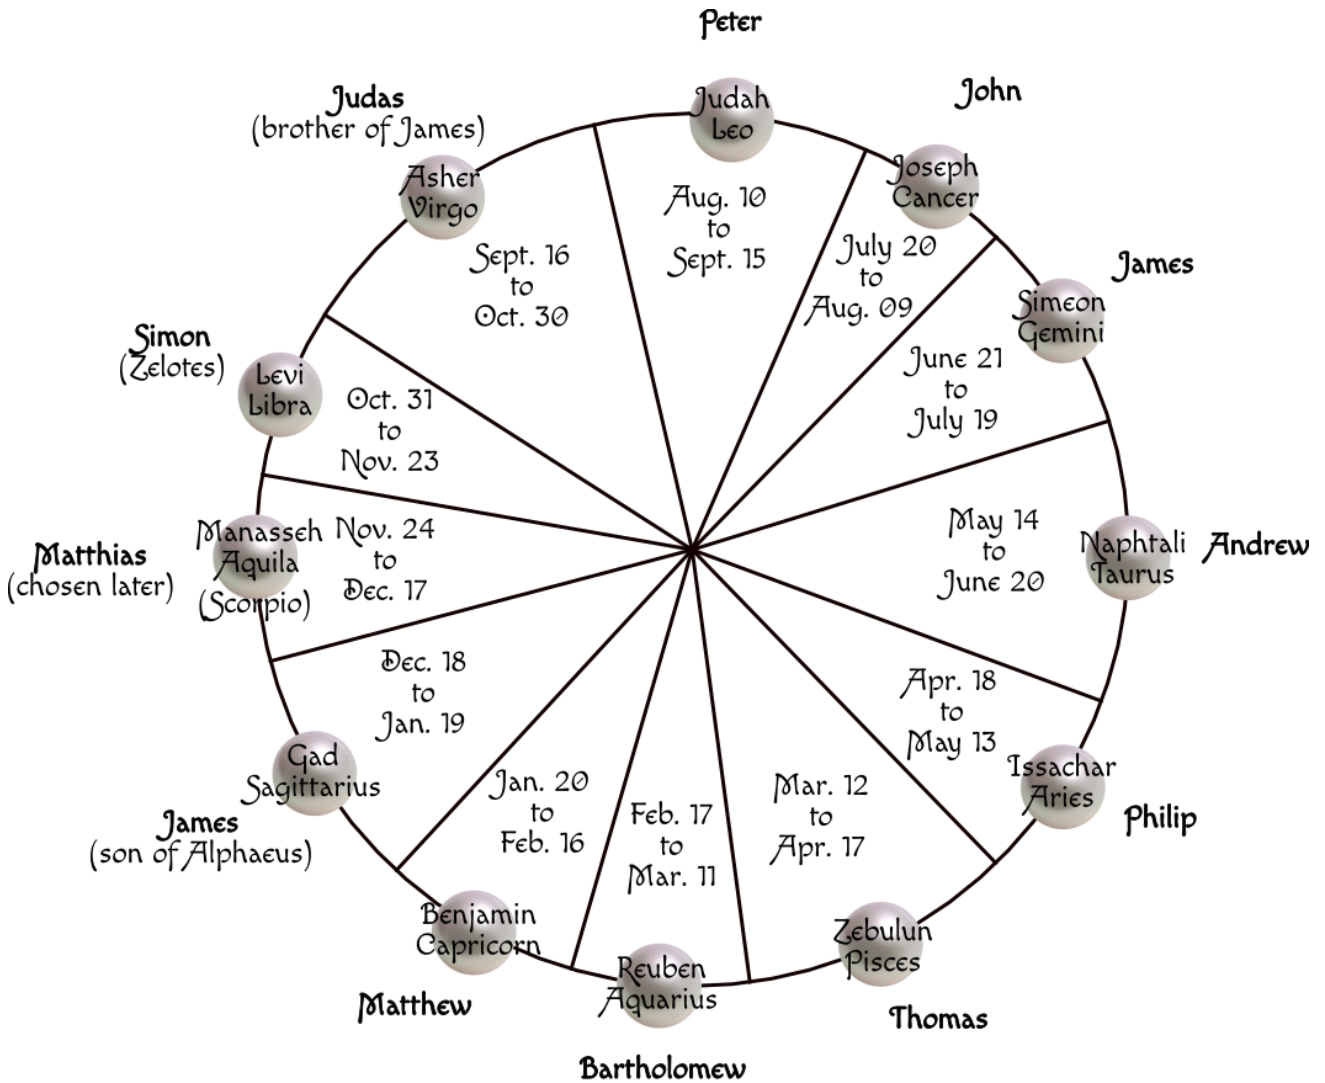 Peter
Judah
Leo
Aug. 10
to
Sept. 15
John
Joseph
Cancer
July 20
to
Aug. 09
James
Simeon
Gemini
June 21
to
July 19
Andrew
Naphtali
Taurus
May 14
to
June 20
Philip
Issachar
Aries
Apr. 18
to
May 13
Thomas
Zebulun
Pisces
Mar. 12
to
Apr. 17
Bartholomew
Reuben
Aquarius
Feb. 17
to
Mar. 11
Matthew
Benjamin
Capricorn
Jan. 20
to
Feb. 16
James
(son of Alphaeus)
Gad
Sagittarius
Dec. 18
to
Jan. 19
Matthias
(chosen later)
Manasseh
Aquila
(Scorpio)
Nov. 24
to
Dec. 17
Simon
(Zelotes)
Levi
Libra
Oct. 31
to
Nov. 23
Judas
(brother of James)
Asher
Virgo
Sept. 16
to
Oct. 30